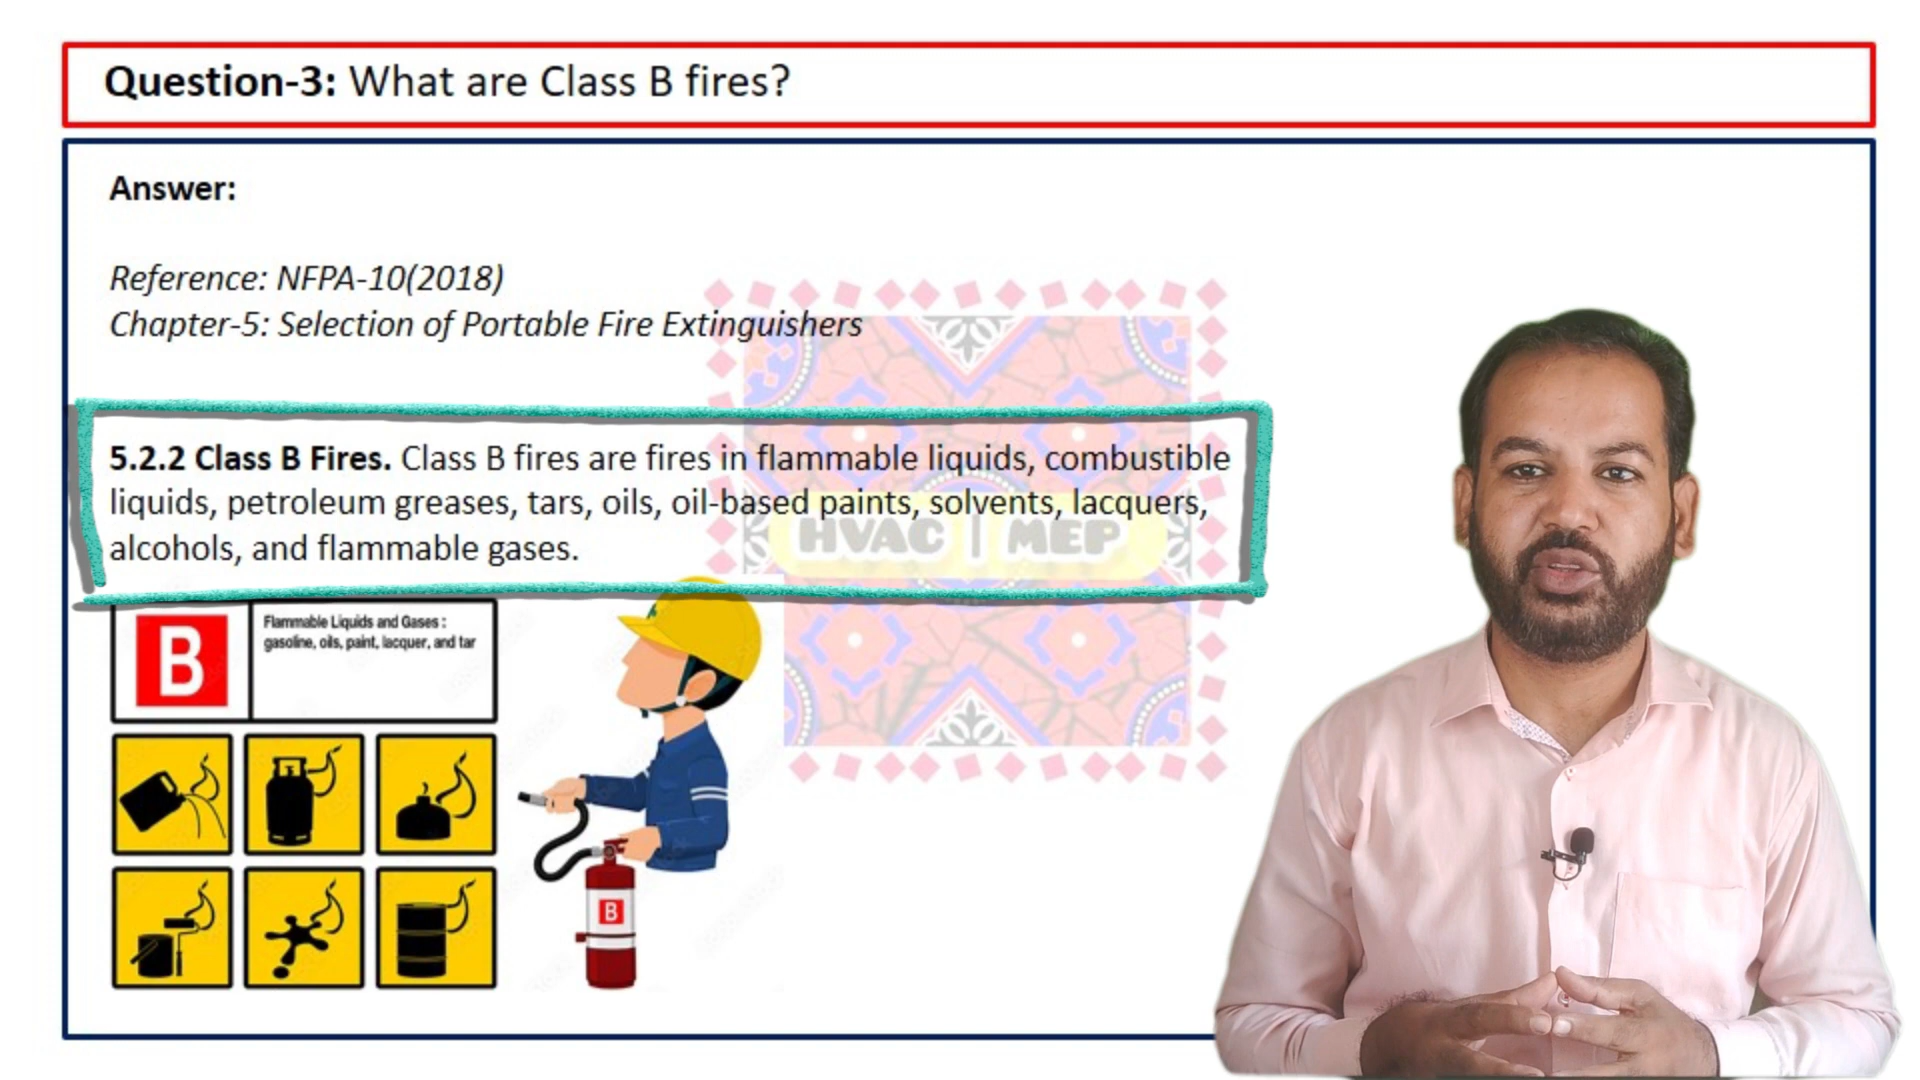 Question-3: What are Class B fires?
Answer:
Reference: NFPA-10(2018)
Chapter-5: Selection of Portable Fire Extinguishers
5.2.2 Class B Fires. Class B fires are fires in flammable liquids, combustible
liquids, petroleum greases, tars, oils, oil-based paints, solvents, lacquers,
alcohols, and flammable gases.
HVAC | MEP
B
Flammable Liquids and Gases :
gasoline, oils, paint, lacquer, and tar
B